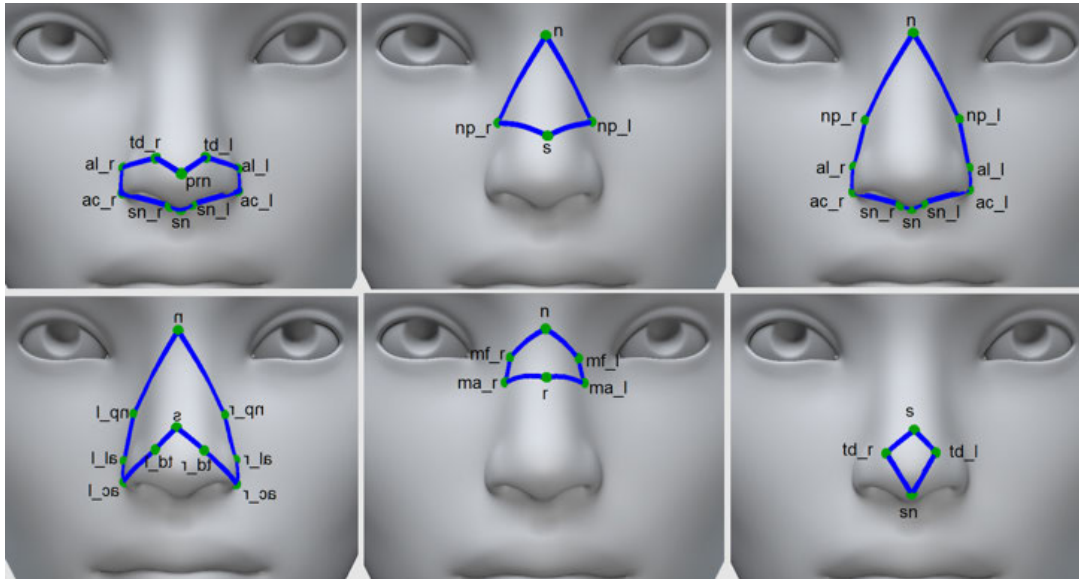 td_r td_l
al_r al_l
prn
ac_r ac_l
sn_r sn_l
sn
n
np_r np_l
s
n
np_r np_l
al_r al_l
ac_r ac_l
sn_r sn_l
sn
n
np_l np_r
s
al_l td_l td_r al_r
ac_l ac_r
n
mf_r mf_l
ma_r ma_l
r
s
td_r td_l
sn